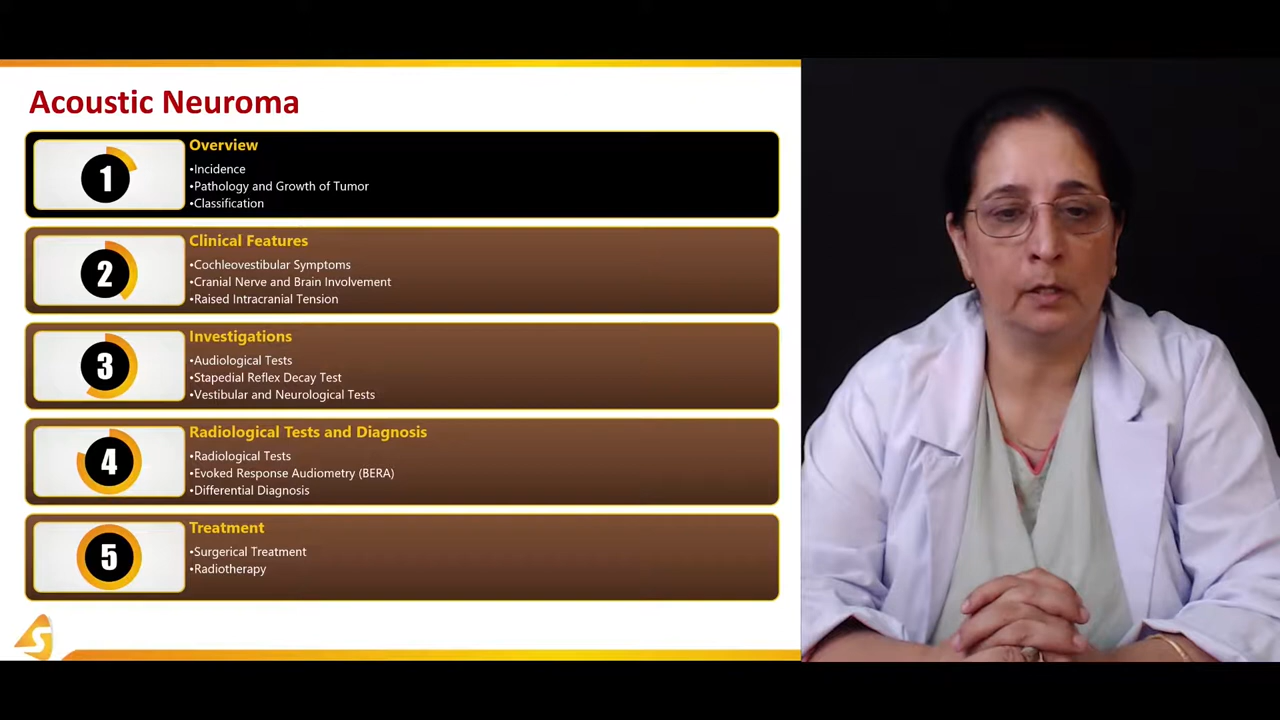 Acoustic Neuroma
1
Overview
•Incidence
•Pathology and Growth of Tumor
•Classification
2
Clinical Features
•Cochleovestibular Symptoms
•Cranial Nerve and Brain Involvement
•Raised Intracranial Tension
3
Investigations
•Audiological Tests
•Stapedial Reflex Decay Test
•Vestibular and Neurological Tests
4
Radiological Tests and Diagnosis
•Radiological Tests
•Evoked Response Audiometry (BERA)
•Differential Diagnosis
5
Treatment
•Surgerical Treatment
•Radiotherapy
S